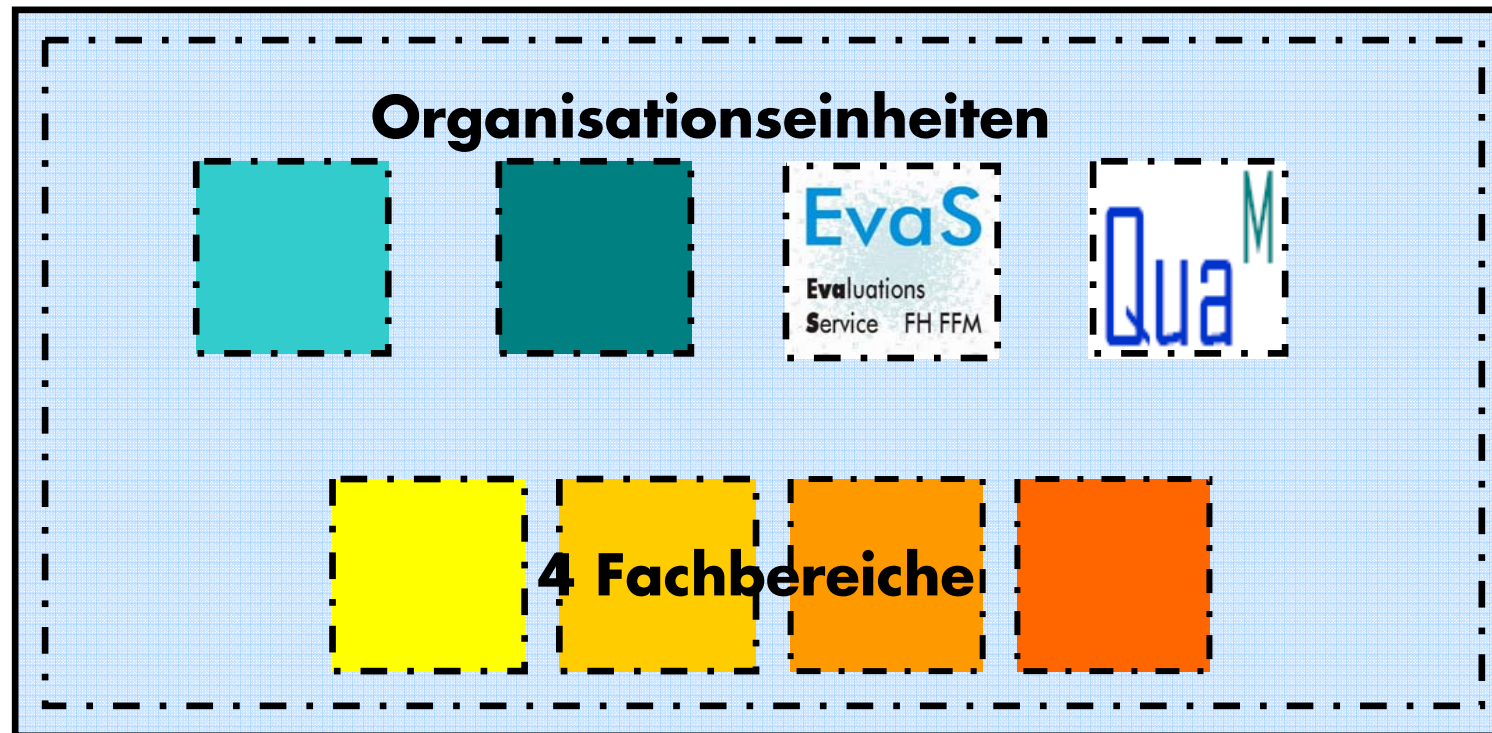 Organisationseinheiten
EvaS
Evaluations
Service FH FFM
Qua M
4 Fachbereiche